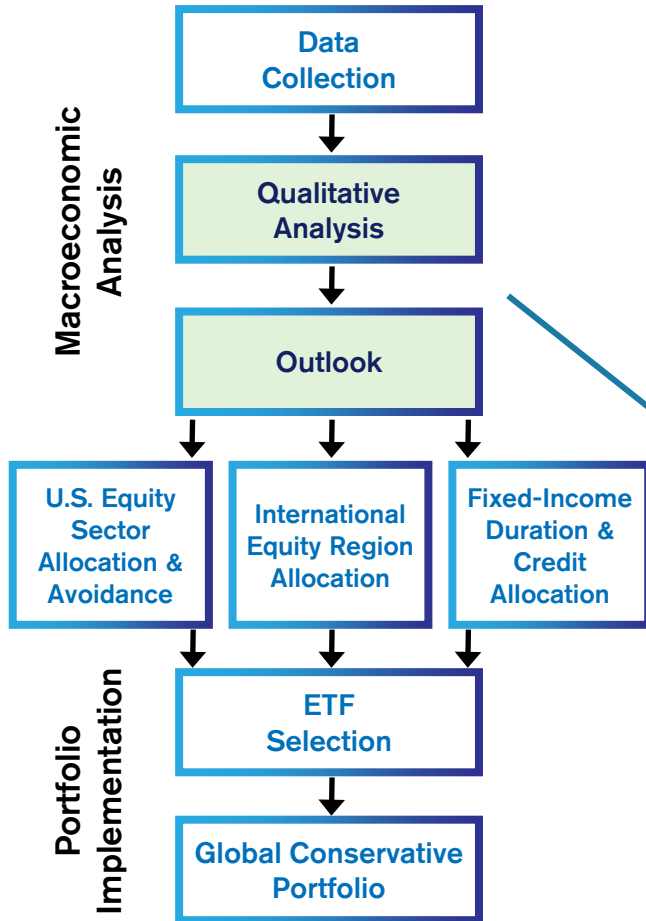 Macroeconomic
Analysis
Data
Collection
Qualitative
Analysis
Outlook
U.S. Equity
Sector
Allocation &
Avoidance
International
Equity Region
Allocation
Fixed-Income
Duration &
Credit
Allocation
Portfolio
Implementation
ETF
Selection
Global Conservative
Portfolio